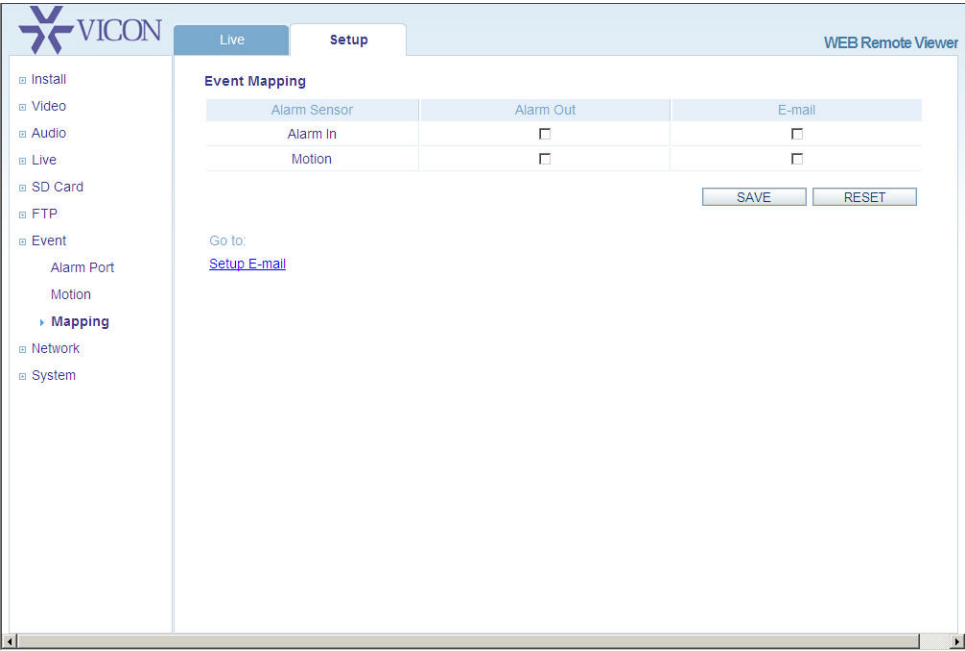 VICON
Live
Setup
WEB Remote Viewer
Install
Video
Audio
Live
SD Card
FTP
Event
Alarm Port
Motion
Mapping
Network
System
Event Mapping
Alarm Sensor Alarm Out E-mail
Alarm In
Motion
SAVE RESET
Go to:
Setup E-mail